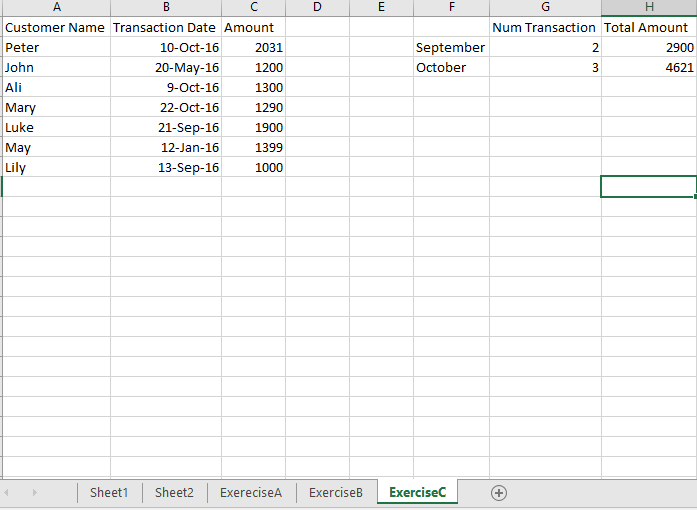 A B C D E F G H
Customer Name Transaction Date Amount Num Transaction Total Amount
Peter 10-Oct-16 2031 September 2 2900
John 20-May-16 1200 October 3 4621
Ali 9-Oct-16 1300
Mary 22-Oct-16 1290
Luke 21-Sep-16 1900
May 12-Jan-16 1399
Lily 13-Sep-16 1000
Sheet1 Sheet2 ExereciseA ExerciseB ExerciseC